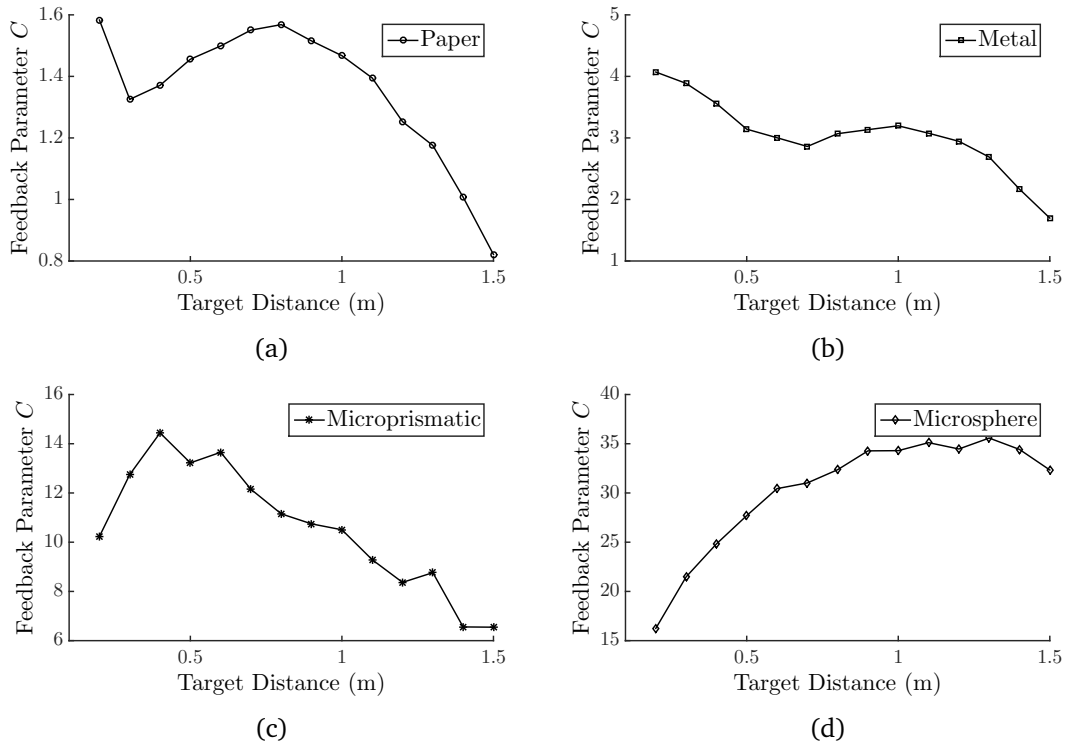 1.6
1.4
1.2
1
0.8
Feedback Parameter C
Paper
0.5
1
1.5
Target Distance (m)
(a)
5
4
3
2
1
Feedback Parameter C
Metal
0.5
1
1.5
Target Distance (m)
(b)
16
14
12
10
8
6
Feedback Parameter C
Microprismatic
0.5
1
1.5
Target Distance (m)
(c)
40
35
30
25
20
15
Feedback Parameter C
Microsphere
0.5
1
1.5
Target Distance (m)
(d)